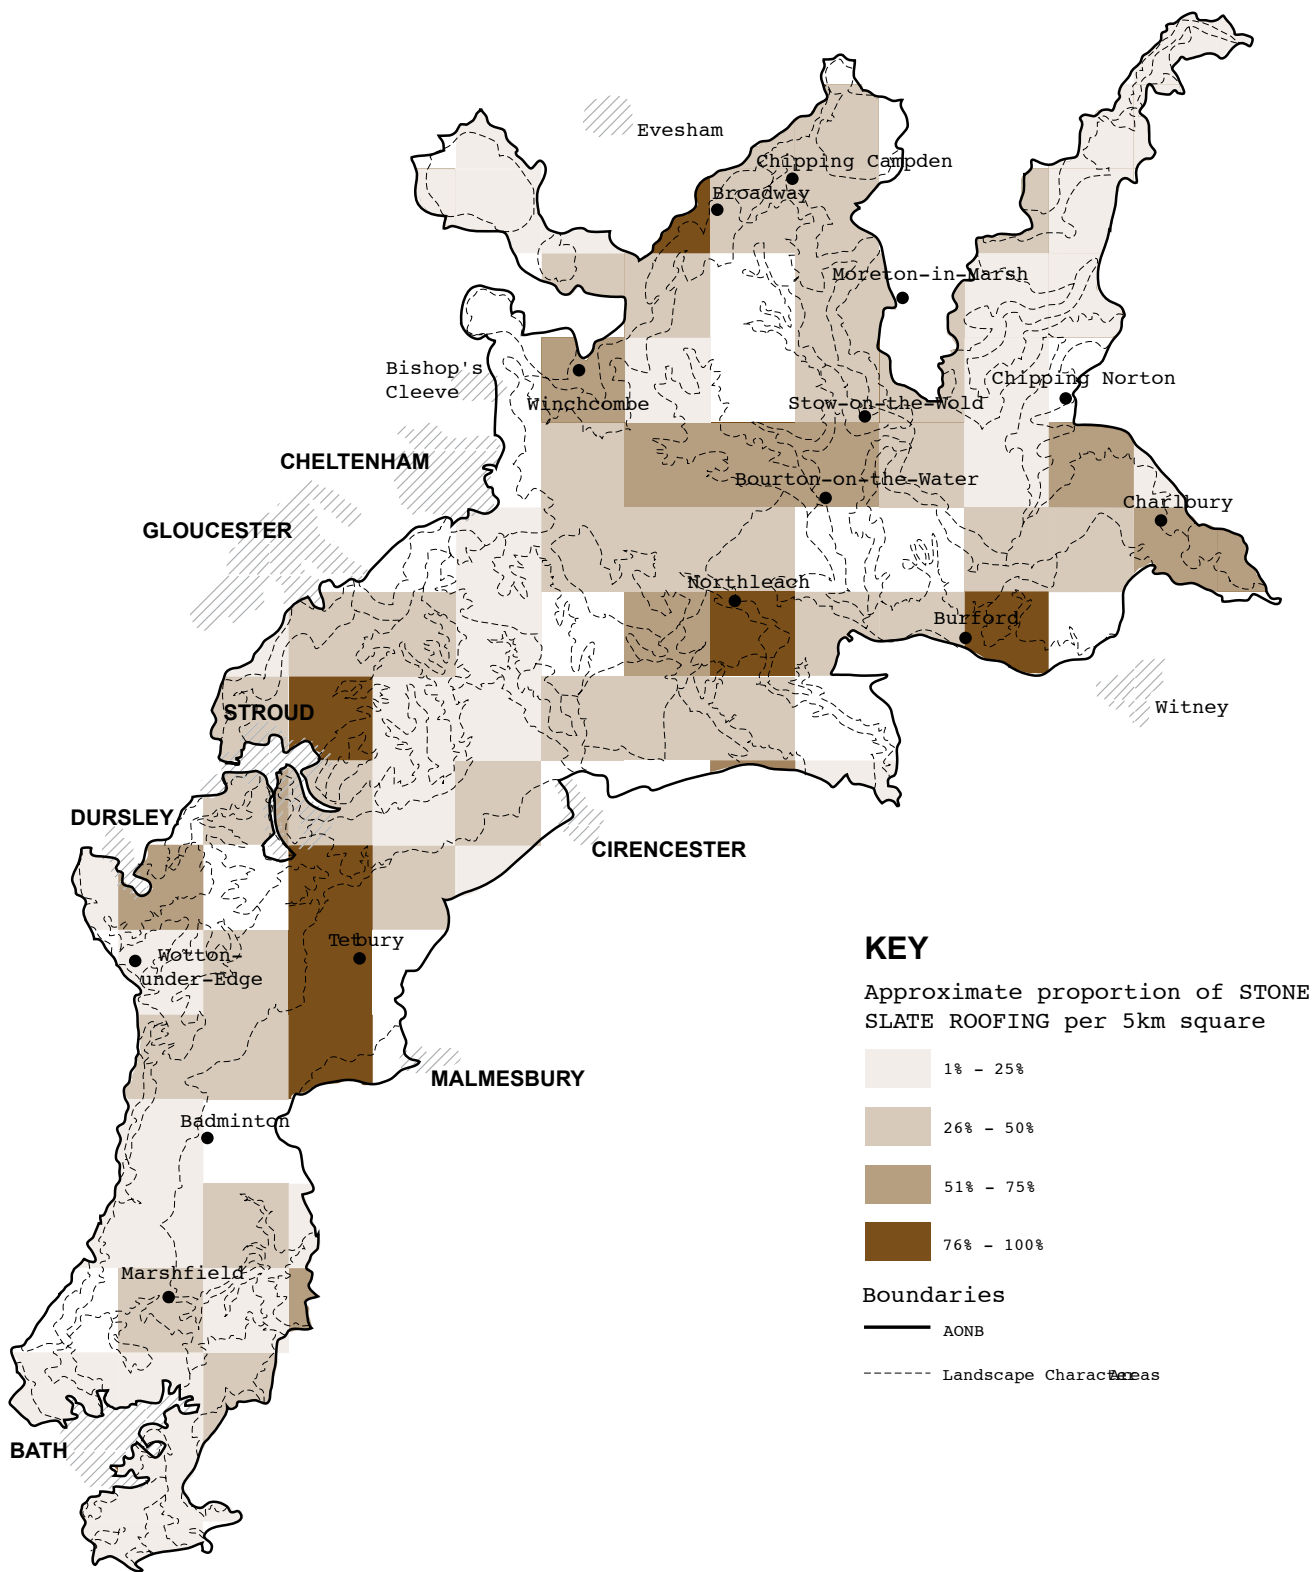 Evesham
Chipping Campden
Broadway
Moreton-in-Marsh
Bishop's
Cleeve
Winchcombe
Chipping Norton
Stow-on-the-Wold
CHELTENHAM
Bourton-on-the-Water
Charlbury
GLOUCESTER
Northleach
Burford
Witney
STROUD
DURSLEY
CIRENCESTER
Tetbury
Wotton-
under-Edge
MALMESBURY
Badminton
Marshfield
BATH
KEY
Approximate proportion of STONE
SLATE ROOFING per 5km square
1% - 25%
26% - 50%
51% - 75%
76% - 100%
Boundaries
AONB
Landscape Character Areas